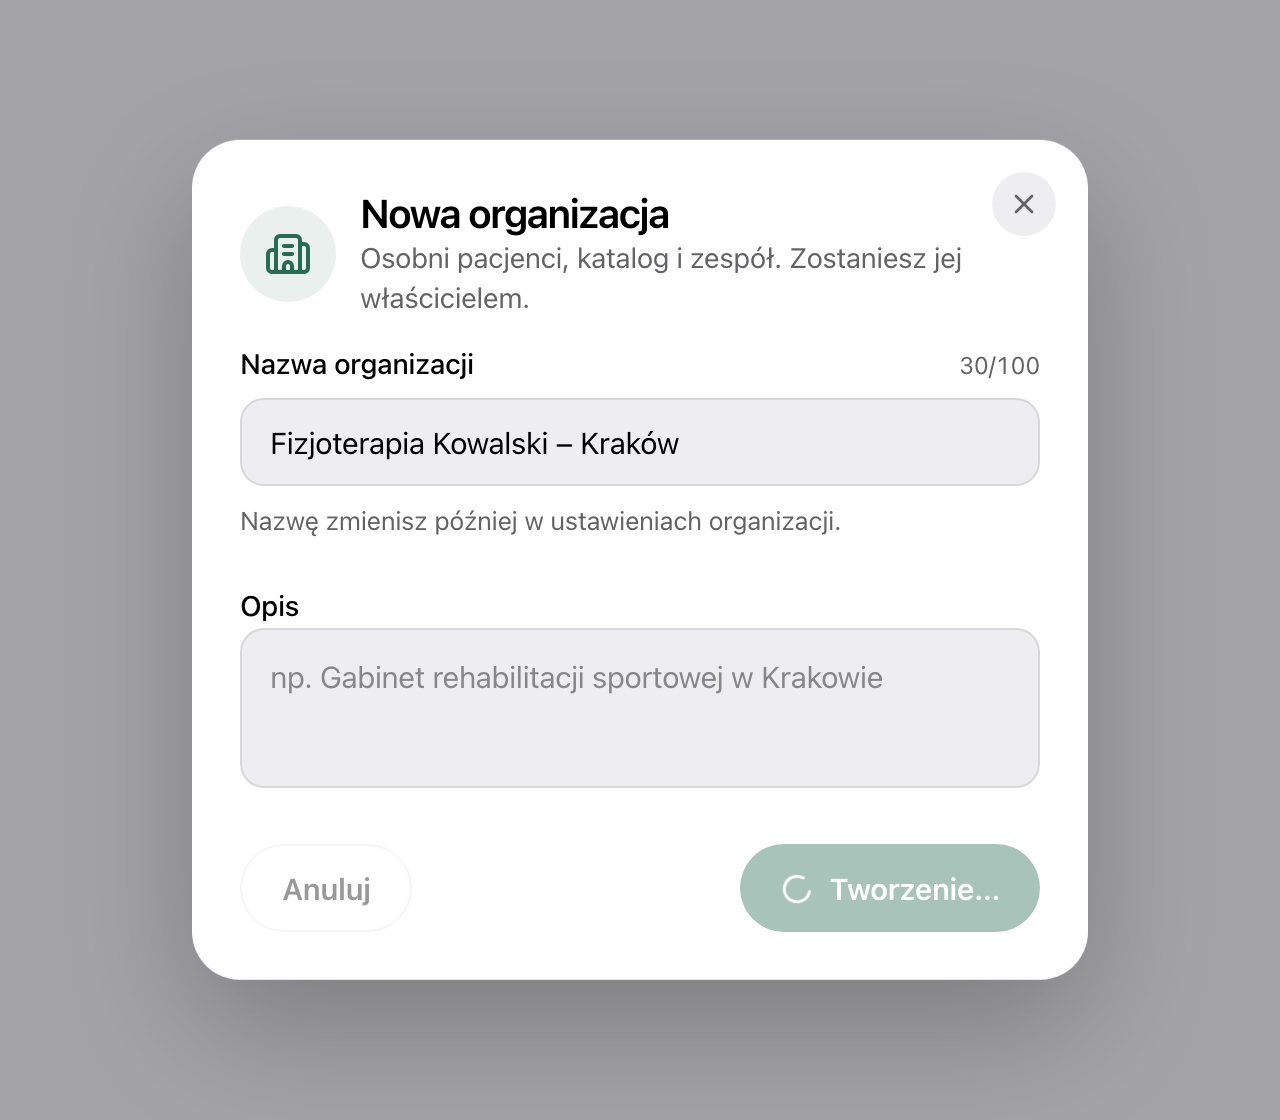 Nowa organizacja
Osobni pacjenci, katalog i zespół. Zostaniesz jej
właścicielem.
Nazwa organizacji 30/100
Fizjoterapia Kowalski – Kraków
Nazwę zmienisz później w ustawieniach organizacji.
Opis
np. Gabinet rehabilitacji sportowej w Krakowie
Anuluj Tworzenie...